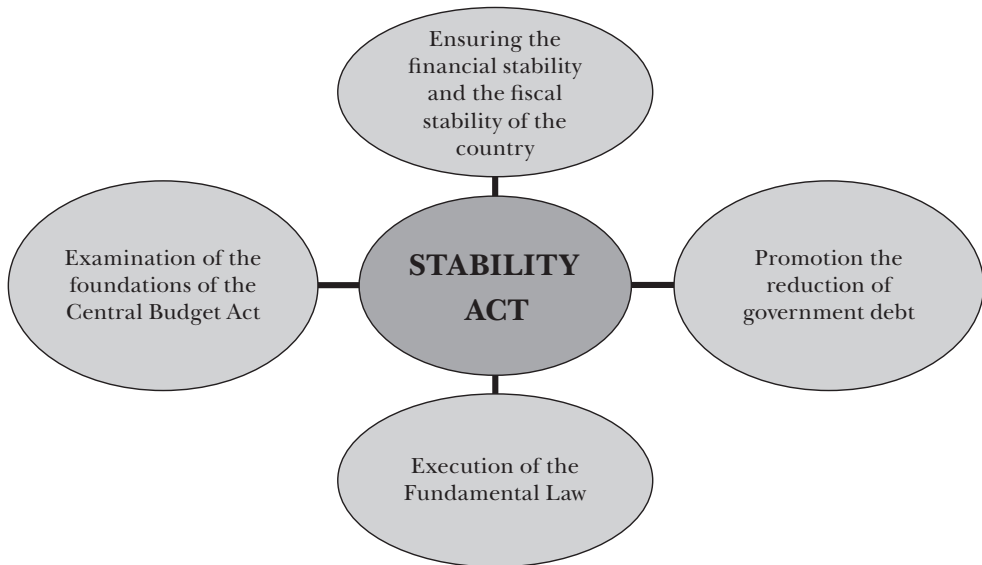 Ensuring the
financial stability
and the fiscal
stability of the
country
Examination of the
foundations of the
Central Budget Act
STABILITY
ACT
Promotion the
reduction of
government debt
Execution of the
Fundamental Law